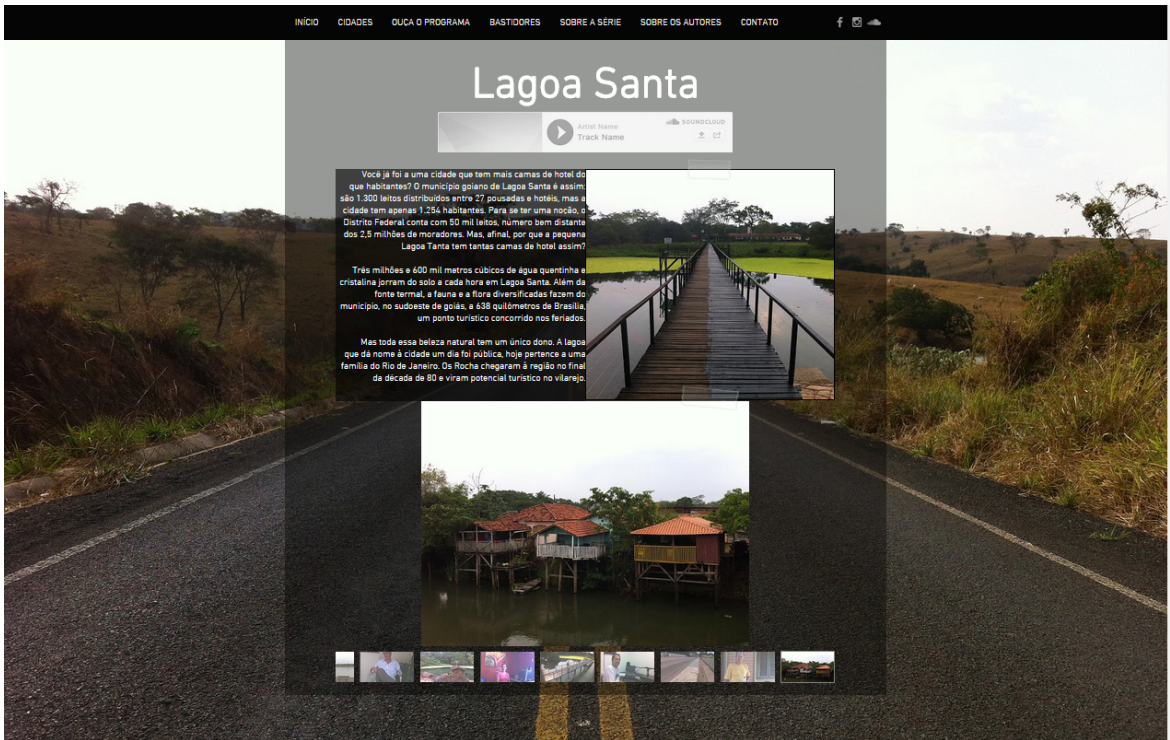 INÍCIO CIDADES OUÇA O PROGRAMA BASTIDORES SOBRE A SÉRIE SOBRE OS AUTORES CONTATO
Lagoa Santa
SOUNDCLOUD
Artist Name
Track Name
Você já foi a uma cidade que tem mais camas de hotel do
que habitantes? O município goiano de Lagoa Santa é assim:
são 1.300 leitos distribuídos entre 27 pousadas e hotéis, mas a
cidade tem apenas 1.254 habitantes. Para se ter uma noção, o
Distrito Federal conta com 50 mil leitos, número bem distante
dos 2,5 milhões de moradores. Mas, afinal, por que a pequena
Lagoa Tanta tem tantas camas de hotel assim?
Três milhões e 600 mil metros cúbicos de água quentinha e
cristalina jorram do solo a cada hora em Lagoa Santa. Além da
fonte termal, a fauna e a flora diversificadas fazem do
município, no sudoeste de goiás, a 638 quilômetros de Brasília,
um ponto turístico concorrido nos feriados.
Mas toda essa beleza natural tem um único dono. A lagoa
que dá nome à cidade um dia foi pública, hoje pertence a uma
família do Rio de Janeiro. Os Rocha chegaram à região no final
da década de 80 e viram potencial turístico no vilarejo.